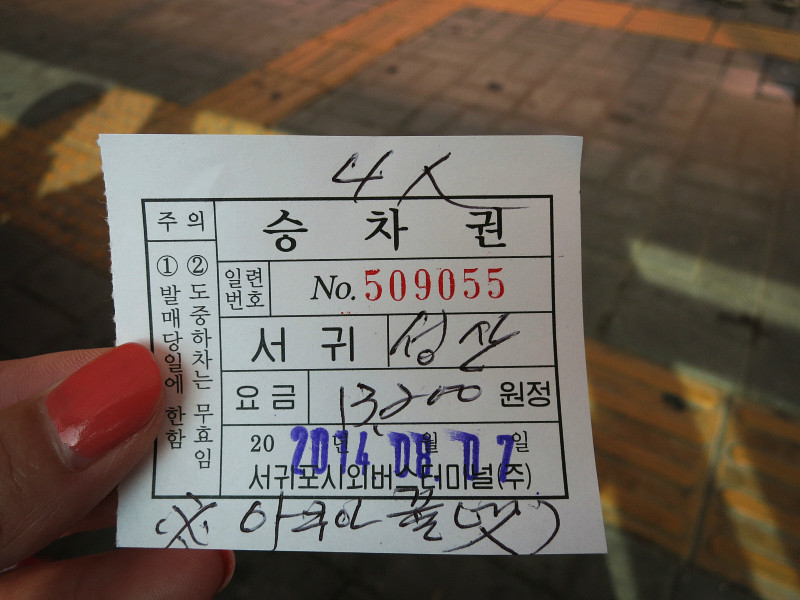 4人
주의
① 발매당일에 한함
② 도중하차는 무효임
승차권
일련번호
No. 509055
서귀 성산
요금 13,200 원정
20 년 월 일
2014.08.07
서귀포시외버스터미널(주)
아쿠아